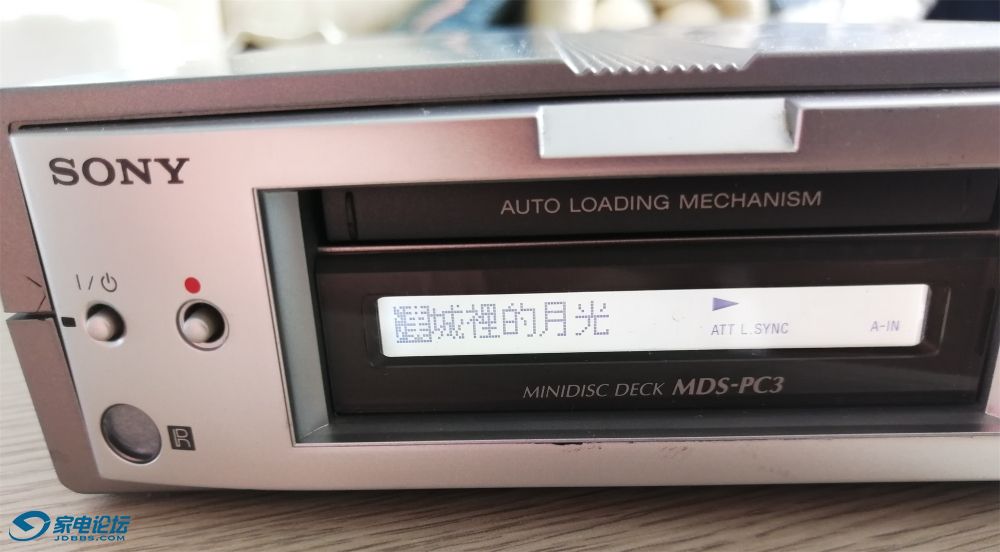 SONY
AUTO LOADING MECHANISM
I/⏻
城裡的月光
ATT L.SYNC
A-IN
MINIDISC DECK MDS-PC3
R
家电论坛
JDBBS.COM